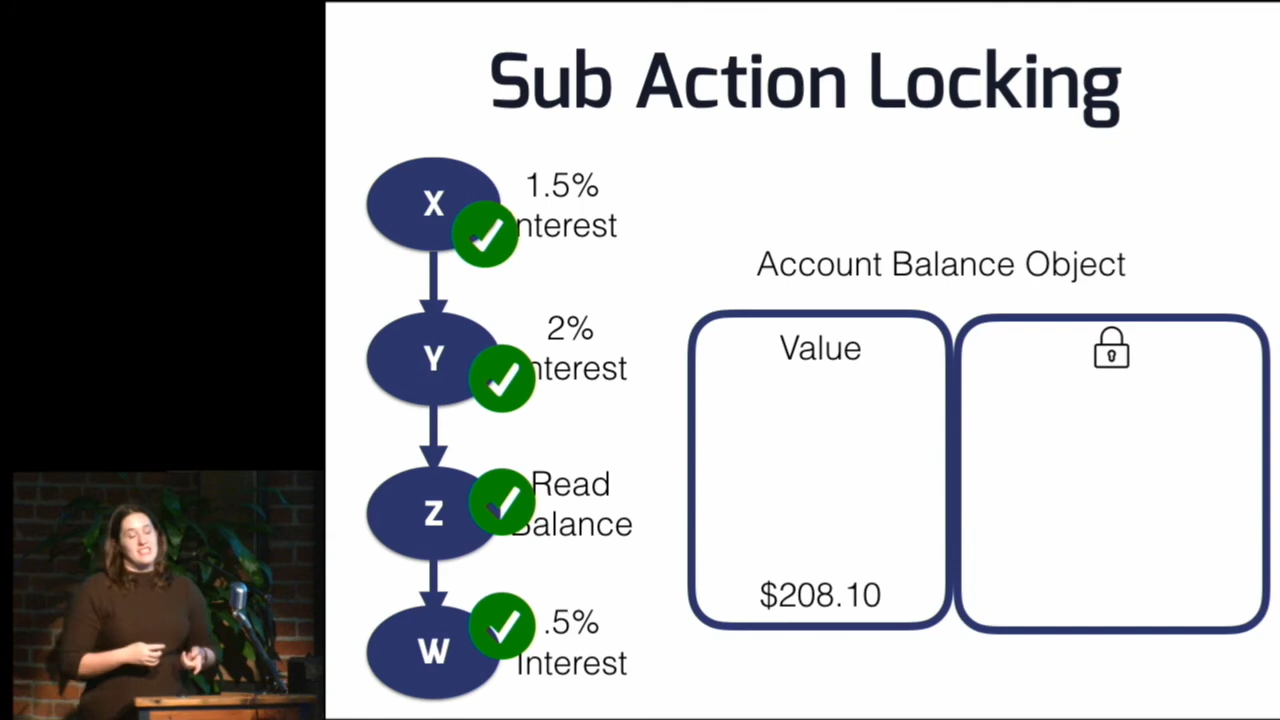 Sub Action Locking
X
1.5%
nterest
Y
2%
nterest
Z
Read
Balance
W
.5%
Interest
Account Balance Object
Value
$208.10